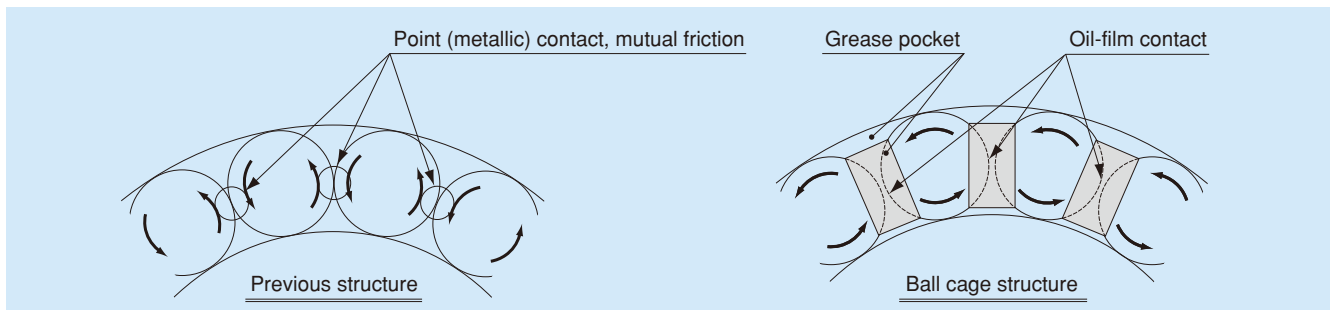 Point (metallic) contact, mutual friction
Previous structure
Grease pocket
Oil-film contact
Ball cage structure